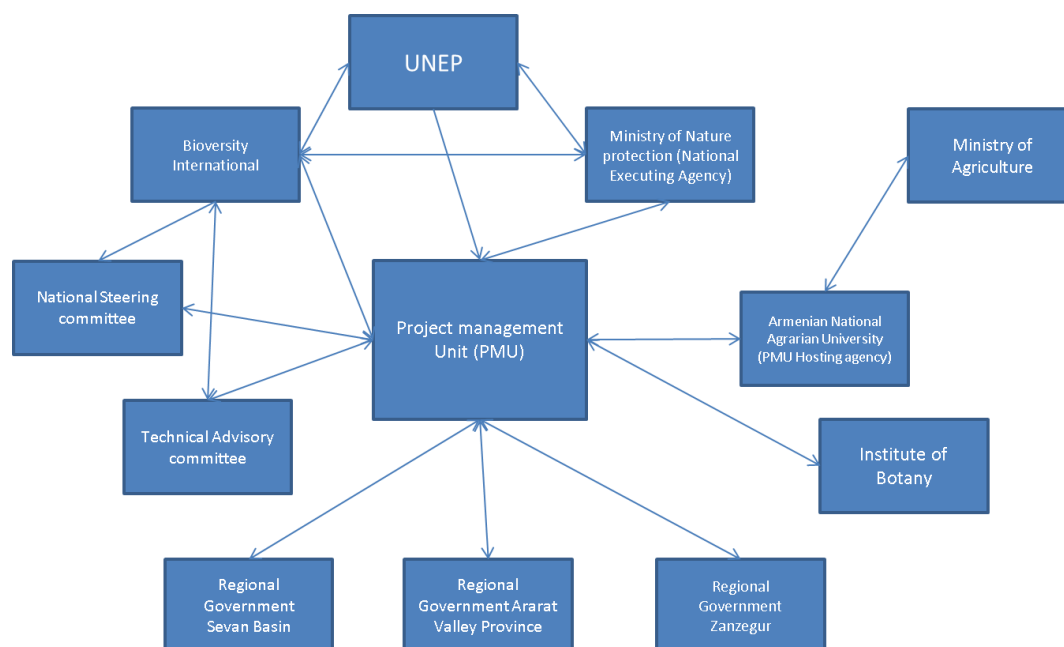 UNEP
Bioversity
International
Ministry of Nature
protection (National
Executing Agency)
Ministry of
Agriculture
National Steering
committee
Project management
Unit (PMU)
Armenian National
Agrarian University
(PMU Hosting agency)
Technical Advisory
committee
Institute of
Botany
Regional
Government
Sevan Basin
Regional
Government Ararat
Valley Province
Regional
Government
Zanzegur